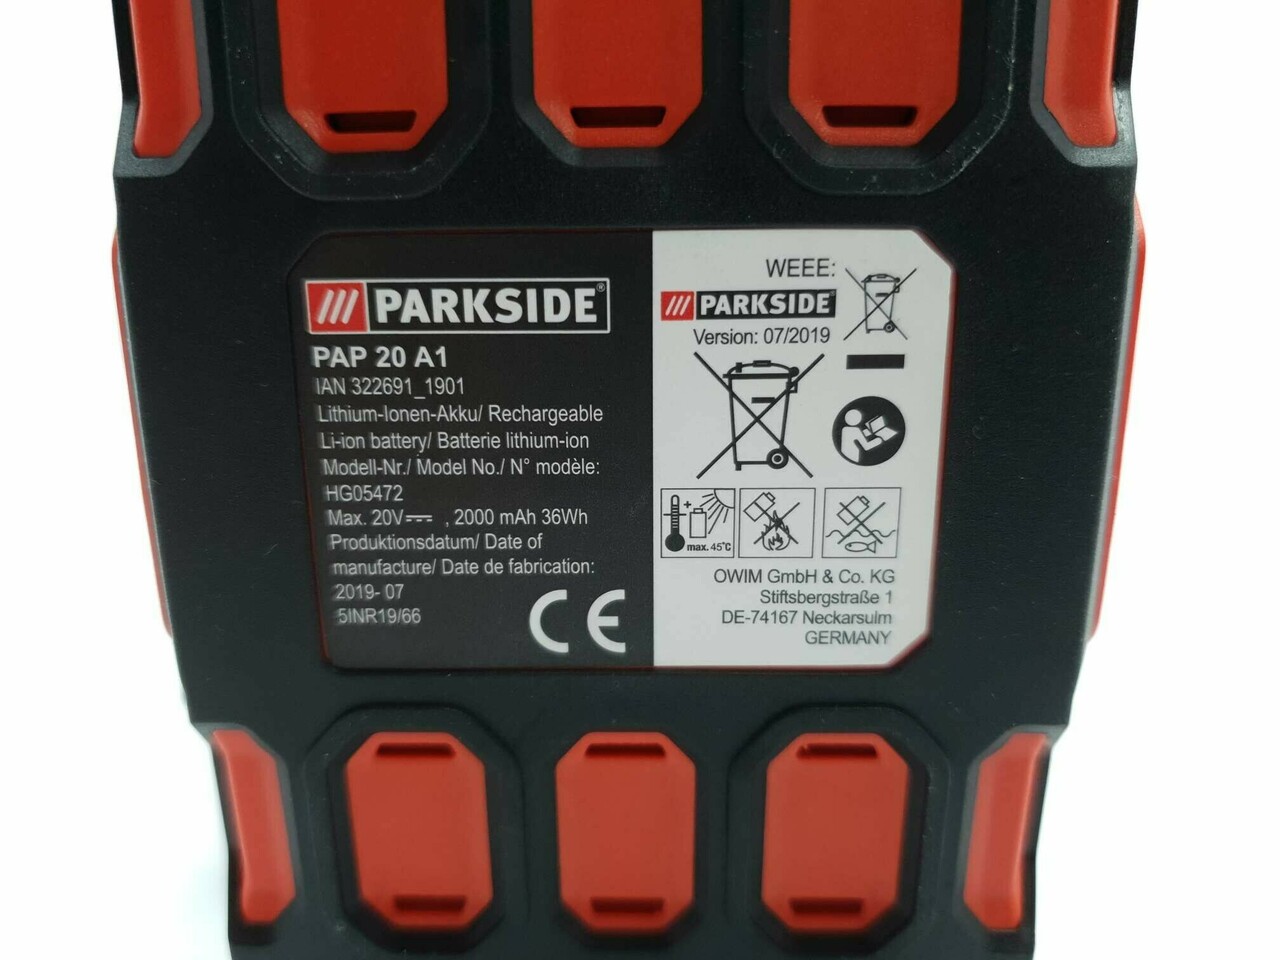 PARKSIDE®
PAP 20 A1
IAN 322691_1901
Lithium-Ionen-Akku/ Rechargeable
Li-ion battery/ Batterie lithium-ion
Modell-Nr./ Model No./ N° modèle:
HG05472
Max. 20V⎓ , 2000 mAh 36Wh
Produktionsdatum/ Date of
manufacture/ Date de fabrication:
2019- 07
5INR19/66
CE
WEEE:
PARKSIDE®
Version: 07/2019
+
max. 45°C
OWIM GmbH & Co. KG
Stiftsbergstraße 1
DE-74167 Neckarsulm
GERMANY